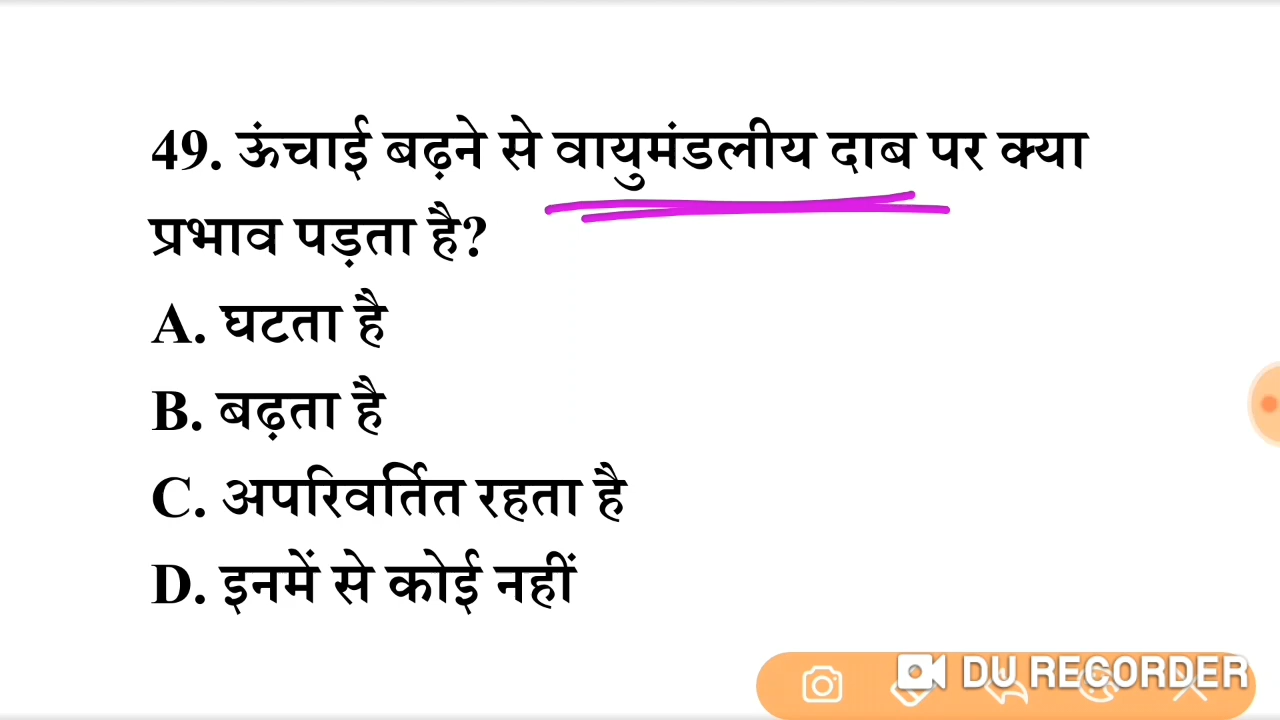 49. ऊंचाई बढ़ने से वायुमंडलीय दाब पर क्या
प्रभाव पड़ता है?
A. घटता है
B. बढ़ता है
C. अपरिवर्तित रहता है
D. इनमें से कोई नहीं
DU RECORDER